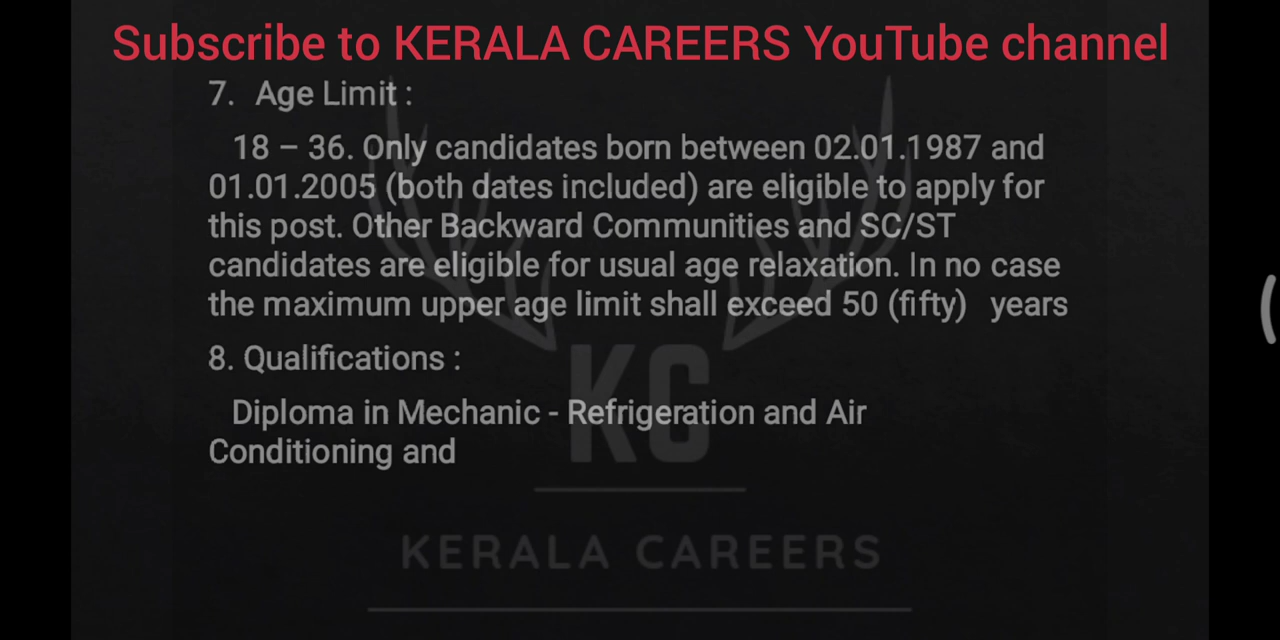 Subscribe to KERALA CAREERS YouTube channel
7. Age Limit :
18 – 36. Only candidates born between 02.01.1987 and
01.01.2005 (both dates included) are eligible to apply for
this post. Other Backward Communities and SC/ST
candidates are eligible for usual age relaxation. In no case
the maximum upper age limit shall exceed 50 (fifty) years
8. Qualifications :
Diploma in Mechanic - Refrigeration and Air
Conditioning and
KC
KERALA CAREERS